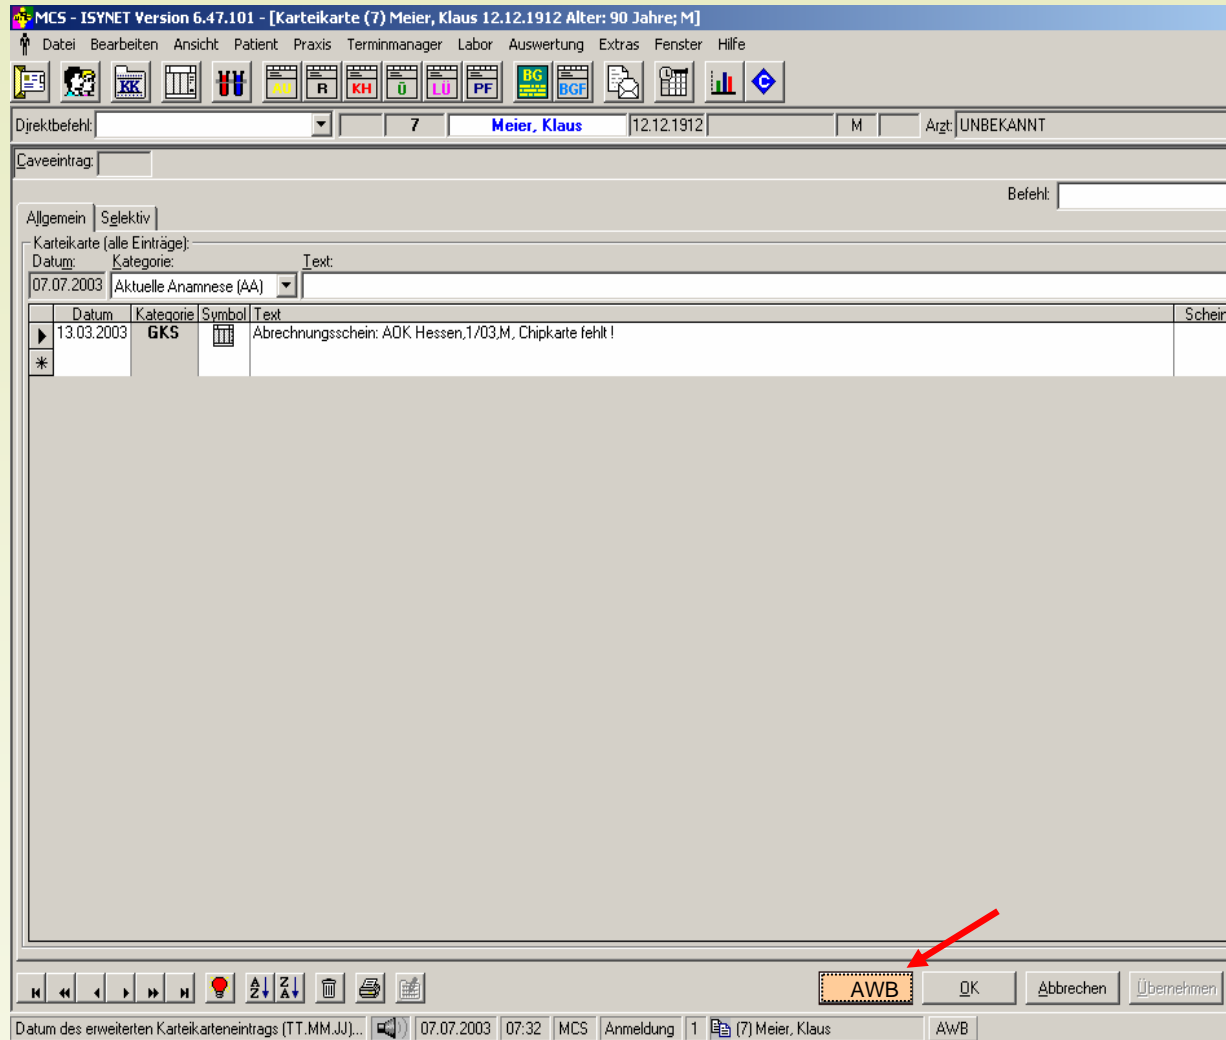 MCS - ISYNET Version 6.47.101 - [Karteikarte (7) Meier, Klaus 12.12.1912 Alter: 90 Jahre; M]
Datei Bearbeiten Ansicht Patient Praxis Terminmanager Labor Auswertung Extras Fenster Hilfe
KK AU R KH Ü LÜ PF BG BGF C
Direktbefehl: 7 Meier, Klaus 12.12.1912 M Arzt: UNBEKANNT
Caveeintrag:
Befehl:
Allgemein Selektiv
Karteikarte (alle Einträge):
Datum: Kategorie: Text:
07.07.2003 Aktuelle Anamnese (AA)
Datum Kategorie Symbol Text Schein
13.03.2003 GKS Abrechnungsschein: AOK Hessen,1/03,M, Chipkarte fehlt !
A Z Z A AWB OK Abbrechen Übernehmen
Datum des erweiterten Karteikarteneintrags (TT.MM.JJ)... 07.07.2003 07:32 MCS Anmeldung 1 (7) Meier, Klaus AWB